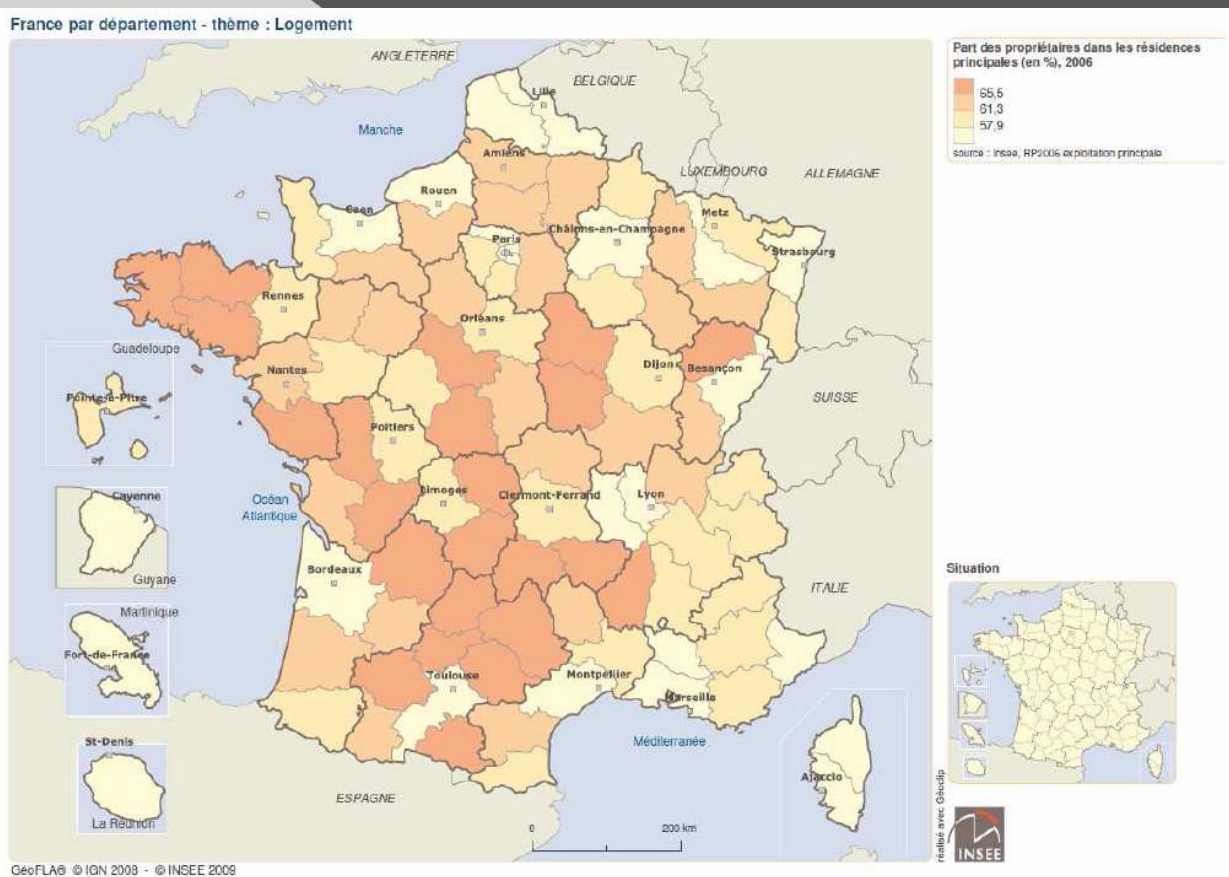 France par département - thème : Logement
Part des propriétaires dans les résidences
principales (en %), 2006
65,5
61,3
57,9
source : Insee, RP2006 exploitation principale
ANGLETERRE
BELGIQUE
Lille
Manche
Amiens
LUXEMBOURG
ALLEMAGNE
Rouen
Caen
Metz
Paris
Châlons-en-Champagne
Strasbourg
Rennes
Orléans
Guadeloupe
Nantes
Dijon
Besançon
Pointe-à-Pitre
SUISSE
Poitiers
Cayenne
Océan
Atlantique
Limoges
Clermont-Ferrand
Lyon
Guyane
Bordeaux
ITALIE
Situation
Martinique
Fort-de-France
Toulouse
Montpellier
Marseille
St-Denis
Méditerranée
Ajaccio
ESPAGNE
La Réunion
0
200 km
réalisé avec Géoclip
INSEE
GéoFLA® © IGN 2008 - © INSEE 2009